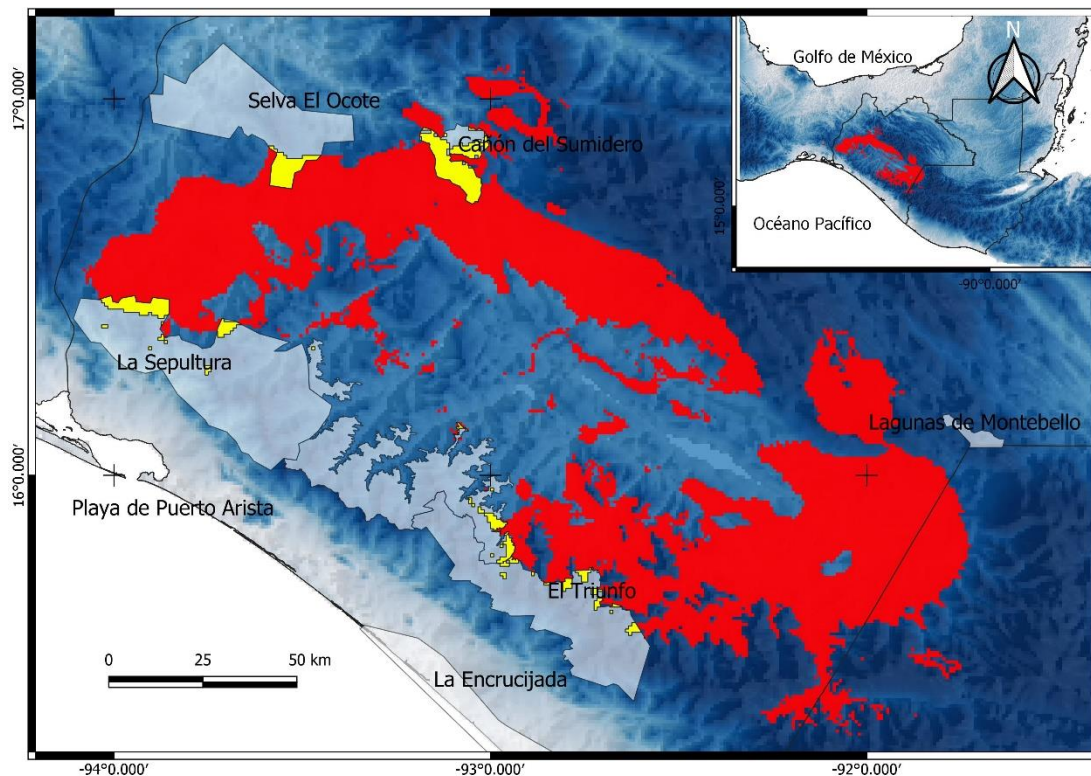 Golfo de México
N
Océano Pacífico
15°0.000'
-90°0.000'
17°0.000'
Selva El Ocote
Cañón del Sumidero
La Sepultura
Lagunas de Montebello
16°0.000'
Playa de Puerto Arista
El Triunfo
0 25 50 km
La Encrucijada
-94°0.000' -93°0.000' -92°0.000'